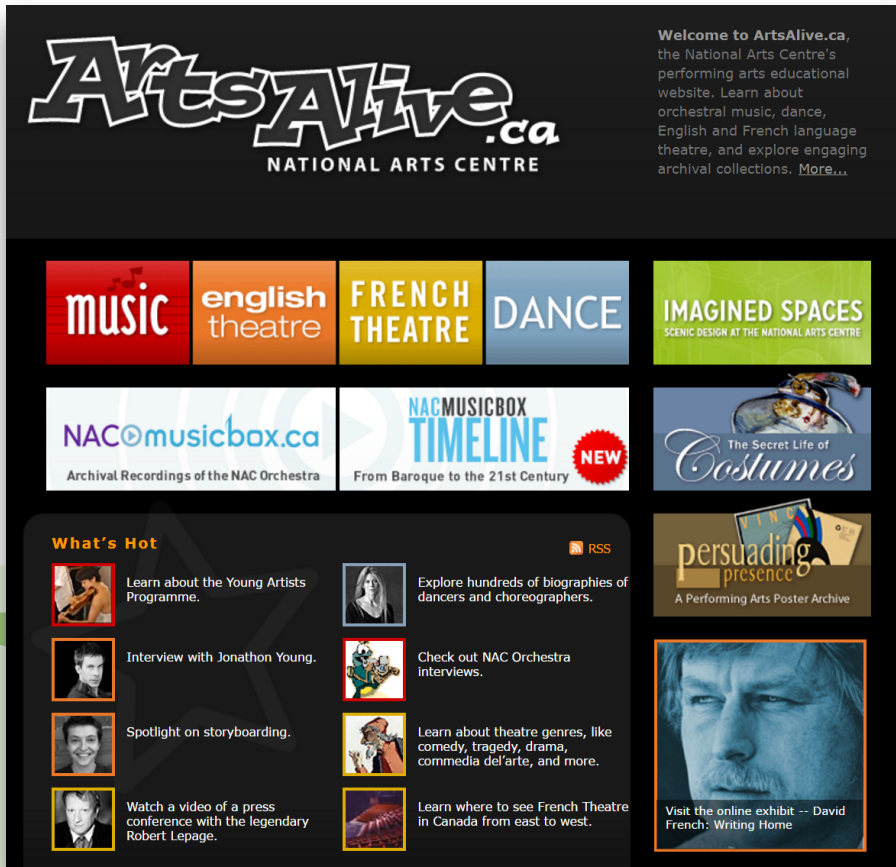 ArtsAlive.ca
NATIONAL ARTS CENTRE
Welcome to ArtsAlive.ca,
the National Arts Centre's
performing arts educational
website. Learn about
orchestral music, dance,
English and French language
theatre, and explore engaging
archival collections. More...
music
english
theatre
FRENCH
THEATRE
DANCE
IMAGINED SPACES
SCENIC DESIGN AT THE NATIONAL ARTS CENTRE
NACmusicbox.ca
Archival Recordings of the NAC Orchestra
NACMUSICBOX
TIMELINE
From Baroque to the 21st Century
NEW
The Secret Life of
Costumes
VINCI
persuading
presence
A Performing Arts Poster Archive
What's Hot
RSS
Learn about the Young Artists
Programme.
Explore hundreds of biographies of
dancers and choreographers.
Interview with Jonathon Young.
Check out NAC Orchestra
interviews.
Spotlight on storyboarding.
Learn about theatre genres, like
comedy, tragedy, drama,
commedia del'arte, and more.
Watch a video of a press
conference with the legendary
Robert Lepage.
Learn where to see French Theatre
in Canada from east to west.
Visit the online exhibit -- David
French: Writing Home